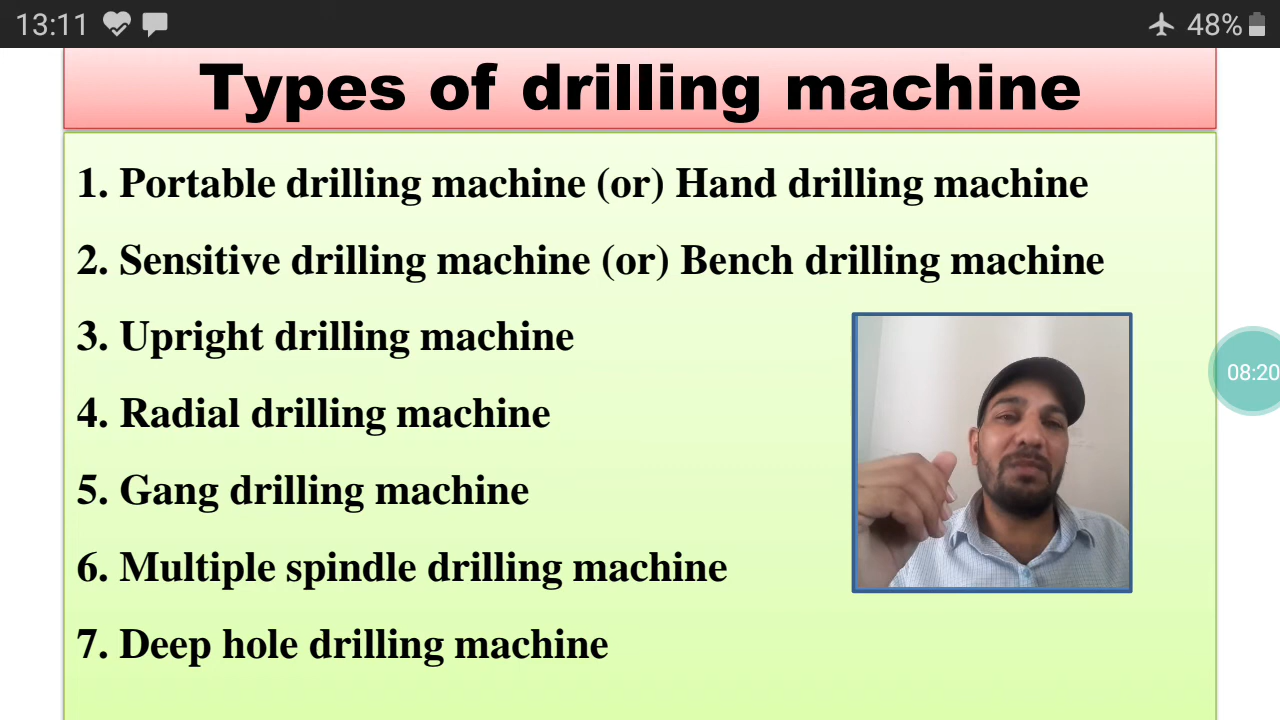 13:11
48%
Types of drilling machine
1. Portable drilling machine (or) Hand drilling machine
2. Sensitive drilling machine (or) Bench drilling machine
3. Upright drilling machine
4. Radial drilling machine
5. Gang drilling machine
6. Multiple spindle drilling machine
7. Deep hole drilling machine
08:20